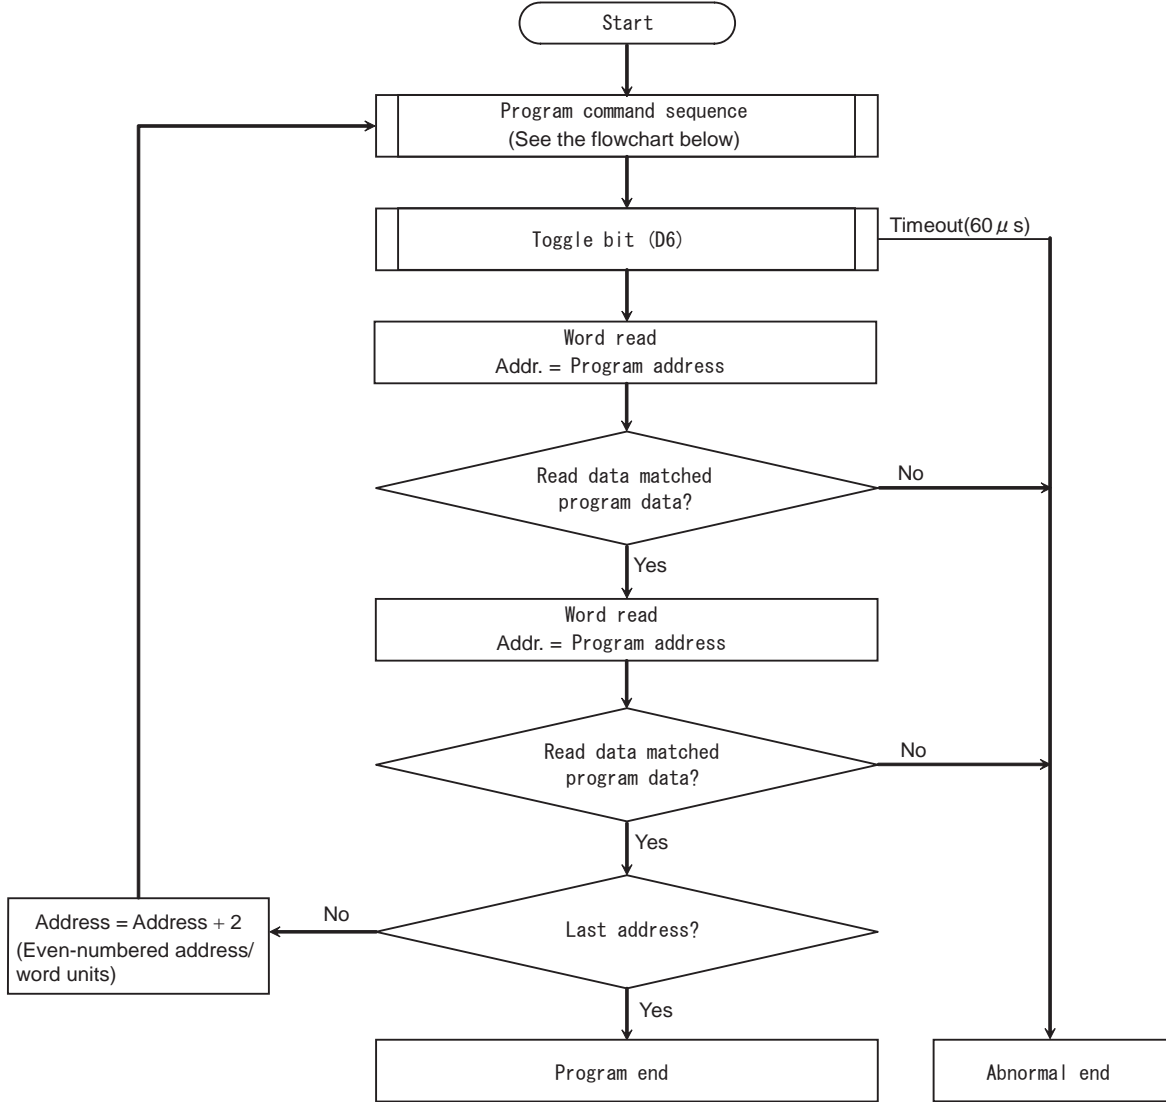 Start
Program command sequence
(See the flowchart below)
Toggle bit (D6)
Timeout(60 μ s)
Word read
Addr. = Program address
Read data matched
program data?
No
Yes
Word read
Addr. = Program address
Read data matched
program data?
No
Yes
Last address?
No
Address = Address + 2
(Even-numbered address/
word units)
Yes
Program end
Abnormal end